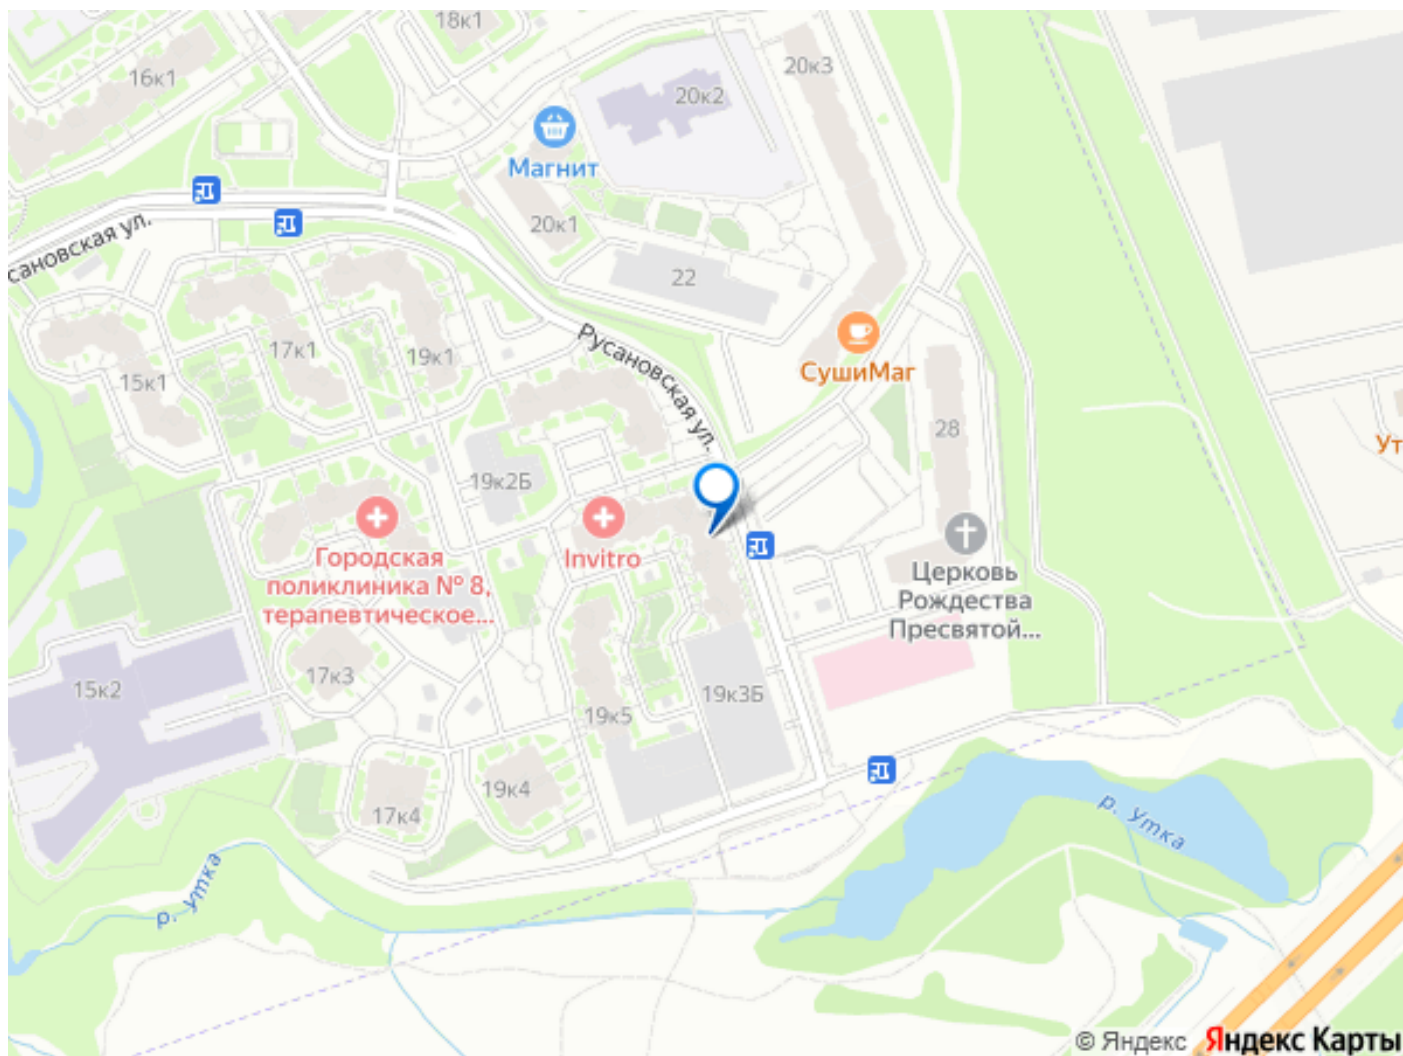 18к1
16к1
20к3
20к2
Магнит
20к1
сановская ул.
22
Русановская ул.
17к1
19к1
15к1
СушиМаг
28
Ут
19к2Б
Городская
поликлиника № 8,
терапевтическое...
Invitro
Церковь
Рождества
Пресвятой...
17к3
15к2
19к3Б
19к5
19к4
17к4
р. Утка
р. Утка
© Яндекс Яндекс Карты